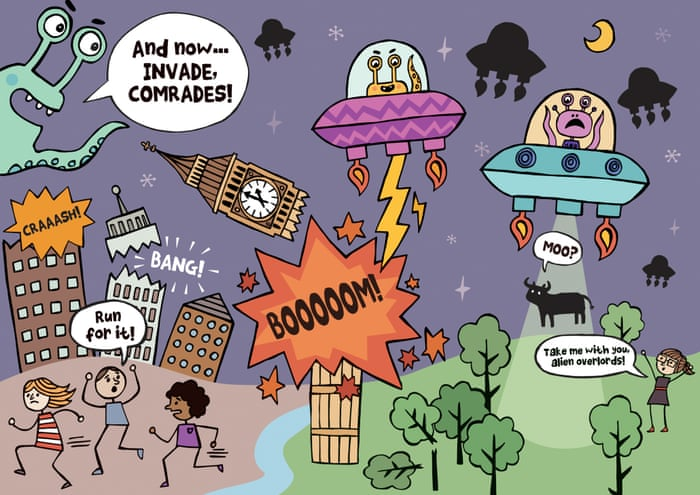 And now...
INVADE,
COMRADES!
CRAAASH!
BANG!
MOO?
BOOOOOM!
Run
for it!
Take me with you,
alien overlords!